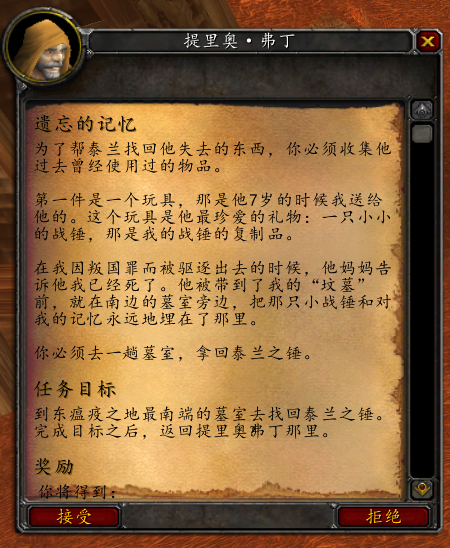 提里奥·弗丁
遗忘的记忆
为了帮泰兰找回他失去的东西，你必须收集他
过去曾经使用过的物品。
第一件是一个玩具，那是他7岁的时候我送给
他的。这个玩具是他最珍爱的礼物：一只小小
的战锤，那是我的战锤的复制品。
在我因叛国罪而被驱逐出去的时候，他妈妈告
诉他我已经死了。他被带到了我的“坟墓”
前，就在南边的墓室旁边，把那只小战锤和对
我的记忆永远地埋在了那里。
你必须去一趟墓室，拿回泰兰之锤。
任务目标
到东瘟疫之地最南端的墓室去找回泰兰之锤。
完成目标之后，返回提里奥弗丁那里。
奖励
你将得到：
接受
拒绝